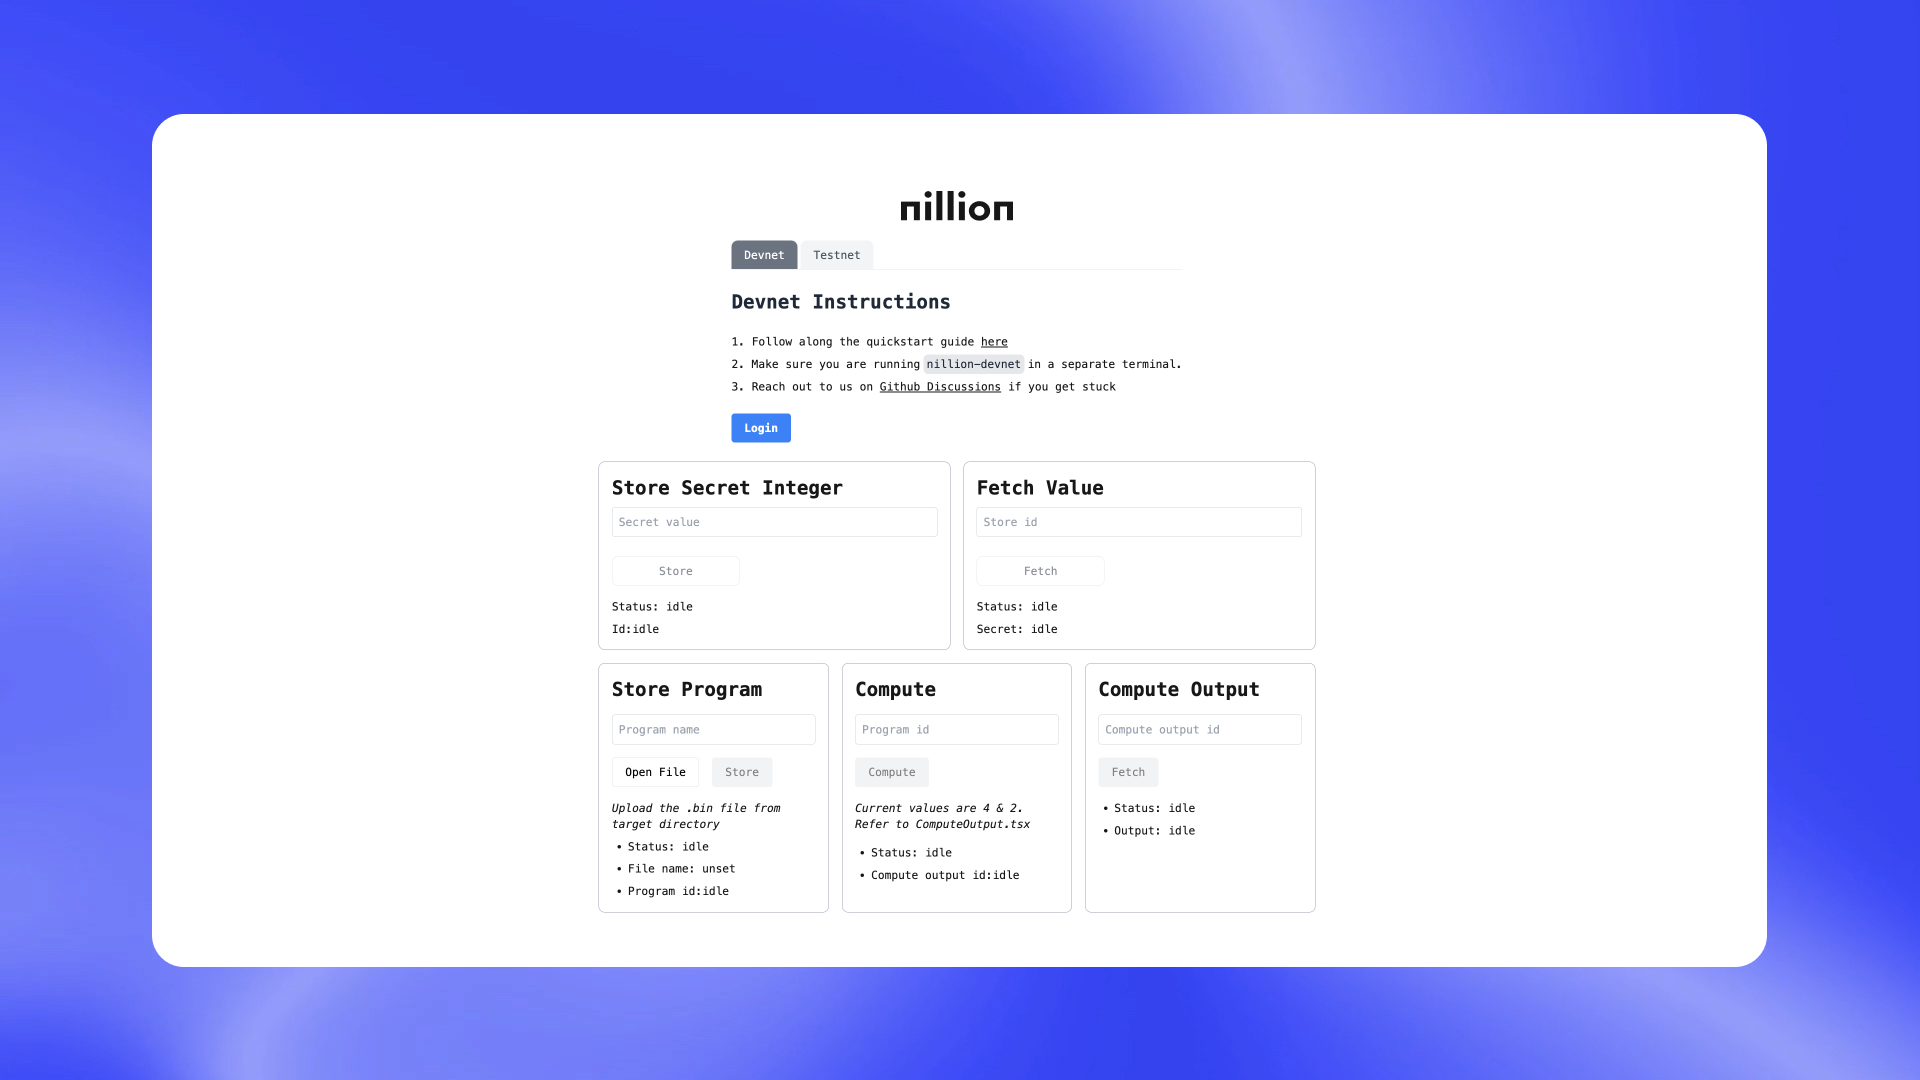 nillion
Devnet Testnet
Devnet Instructions
1. Follow along the quickstart guide here
2. Make sure you are running nillion-devnet in a separate terminal.
3. Reach out to us on Github Discussions if you get stuck
Login
Store Secret Integer
Secret value
Store
Status: idle
Id:idle
Fetch Value
Store id
Fetch
Status: idle
Secret: idle
Store Program
Program name
Open File Store
Upload the .bin file from
target directory
• Status: idle
• File name: unset
• Program id:idle
Compute
Program id
Compute
Current values are 4 & 2.
Refer to ComputeOutput.tsx
• Status: idle
• Compute output id:idle
Compute Output
Compute output id
Fetch
• Status: idle
• Output: idle